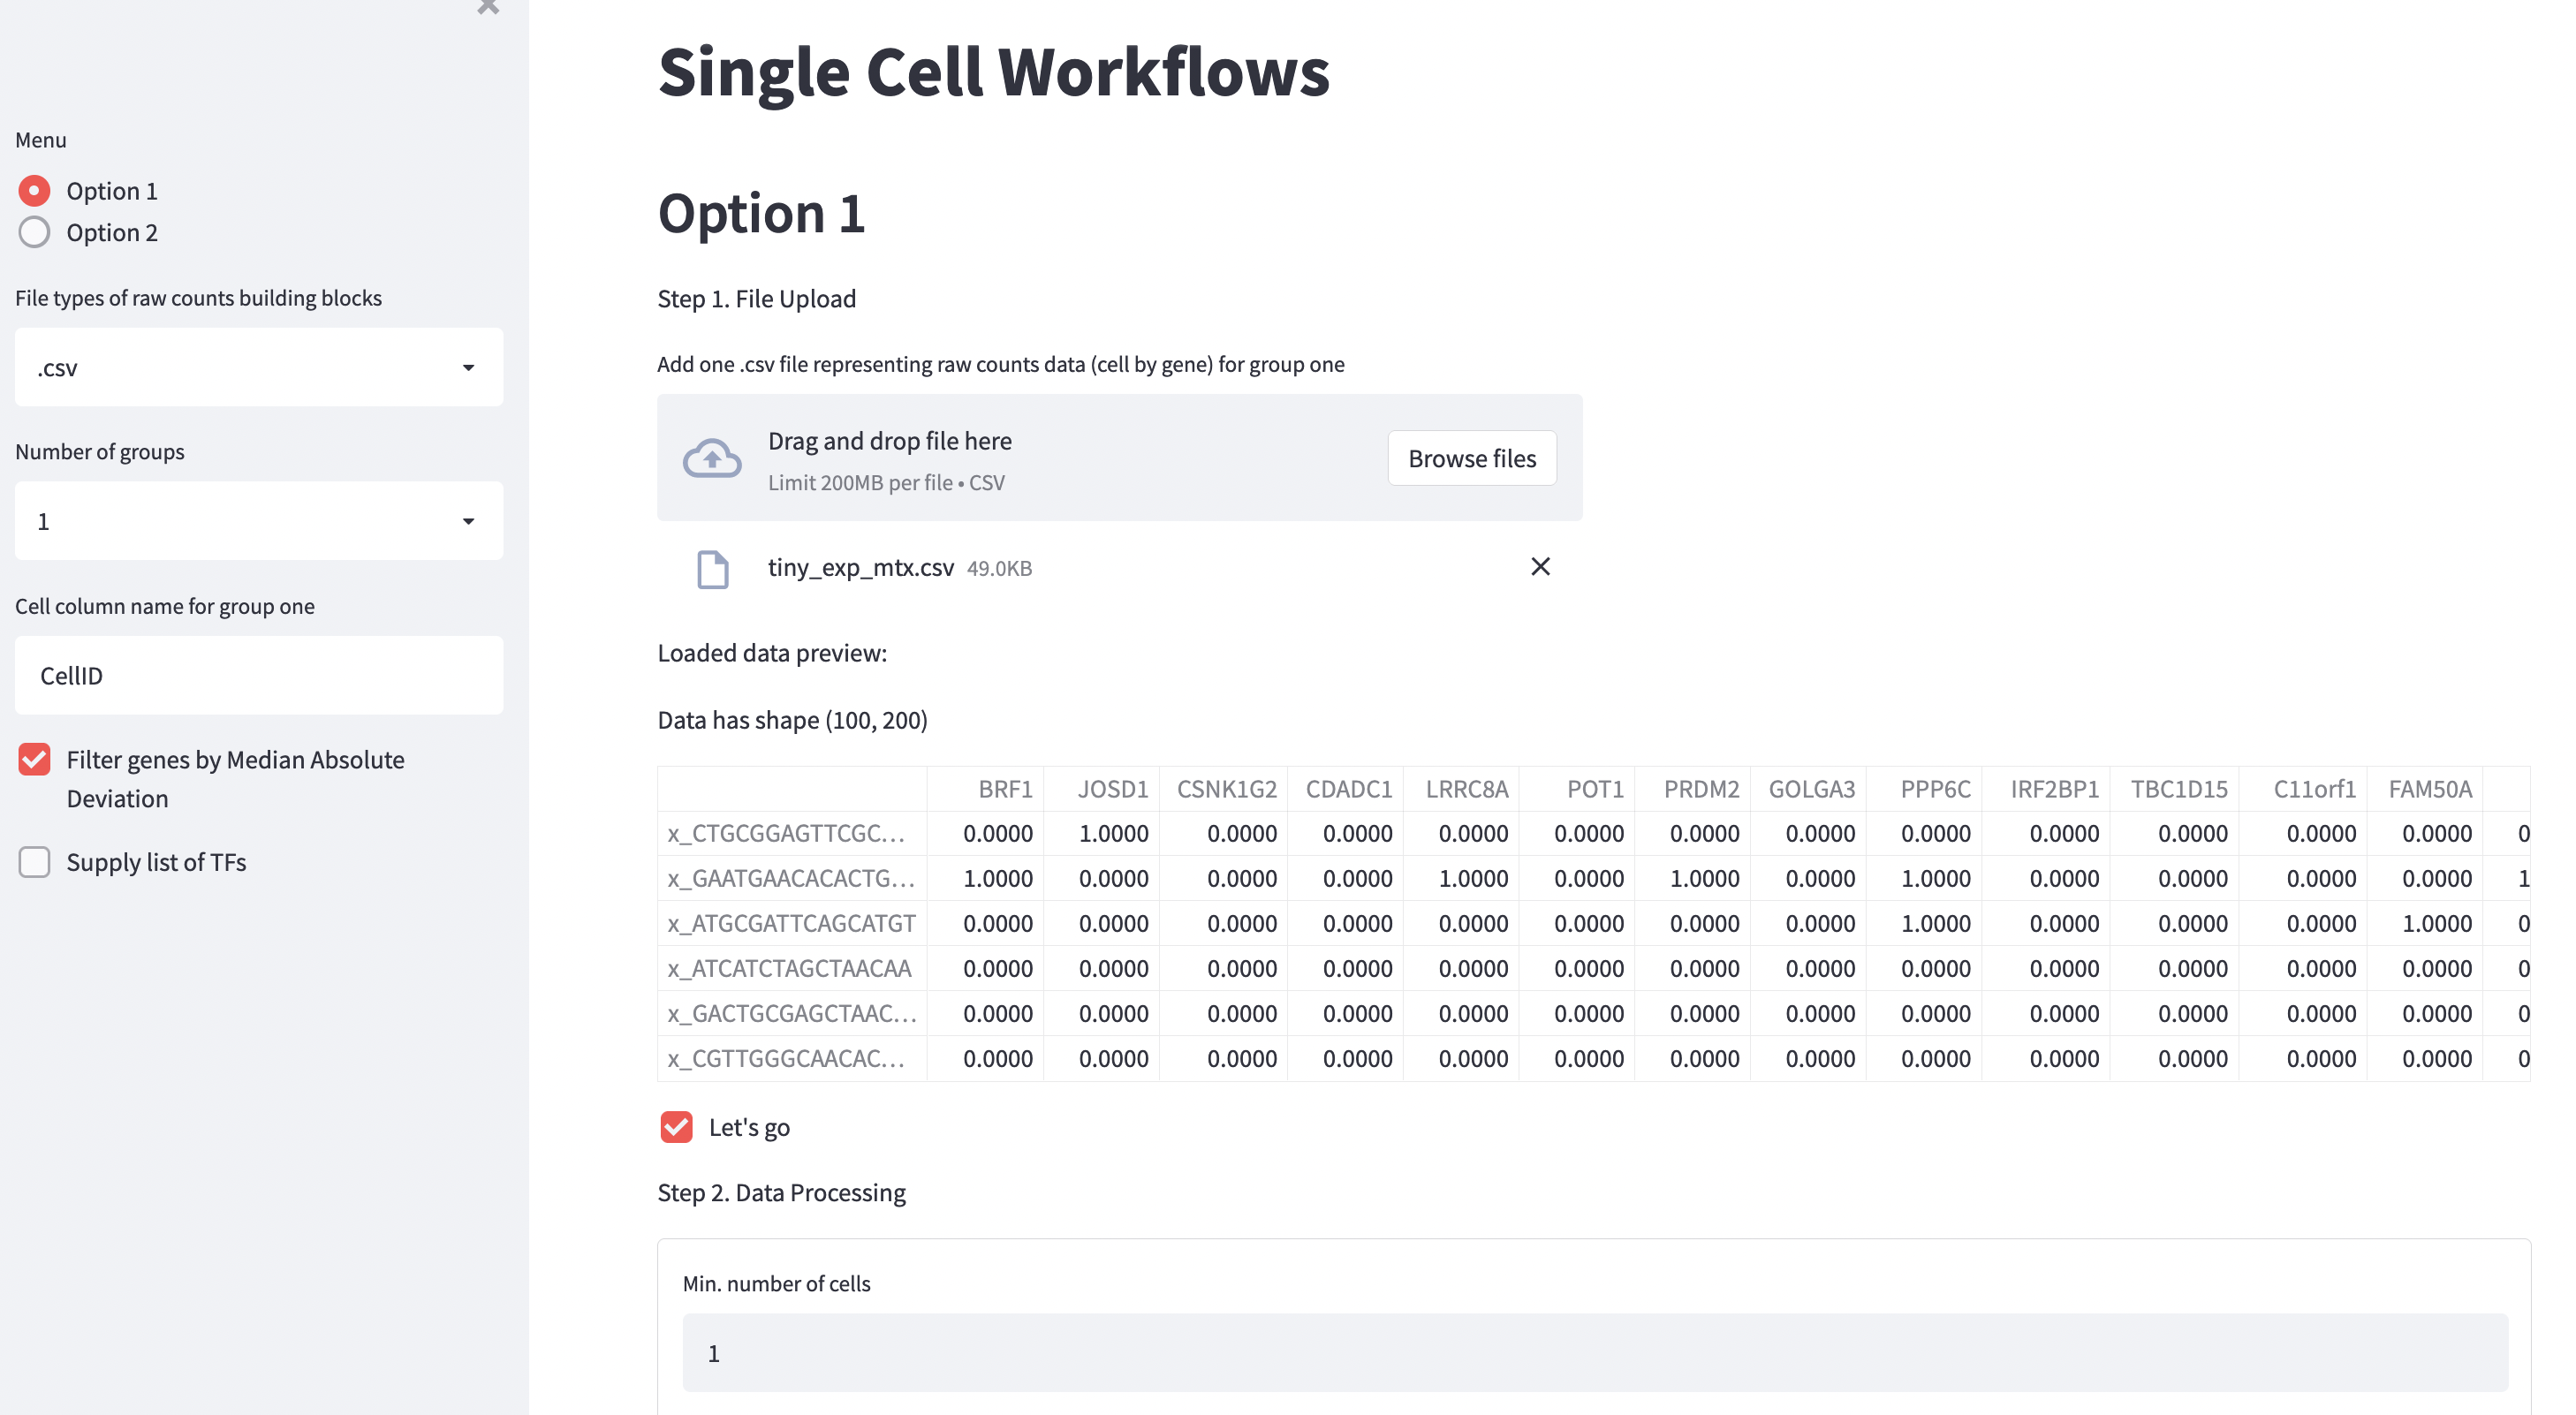 Menu
Option 1
Option 2
File types of raw counts building blocks
.csv
Number of groups
1
Cell column name for group one
CellID
Filter genes by Median Absolute
Deviation
Supply list of TFs
Single Cell Workflows
Option 1
Step 1. File Upload
Add one .csv file representing raw counts data (cell by gene) for group one
Drag and drop file here
Limit 200MB per file • CSV
Browse files
tiny_exp_mtx.csv 49.0KB
Loaded data preview:
Data has shape (100, 200)
BRF1 JOSD1 CSNK1G2 CDADC1 LRRC8A POT1 PRDM2 GOLGA3 PPP6C IRF2BP1 TBC1D15 C11orf1 FAM50A
x_CTGCGGAGTTCGC... 0.0000 1.0000 0.0000 0.0000 0.0000 0.0000 0.0000 0.0000 0.0000 0.0000 0.0000 0.0000 0.0000 0
x_GAATGAACACACTG... 1.0000 0.0000 0.0000 0.0000 1.0000 0.0000 1.0000 0.0000 1.0000 0.0000 0.0000 0.0000 0.0000 1
x_ATGCGATTCAGCATGT 0.0000 0.0000 0.0000 0.0000 0.0000 0.0000 0.0000 0.0000 1.0000 0.0000 0.0000 0.0000 1.0000 0
x_ATCATCTAGCTAACAA 0.0000 0.0000 0.0000 0.0000 0.0000 0.0000 0.0000 0.0000 0.0000 0.0000 0.0000 0.0000 0.0000 0
x_GACTGCGAGCTAAC... 0.0000 0.0000 0.0000 0.0000 0.0000 0.0000 0.0000 0.0000 0.0000 0.0000 0.0000 0.0000 0.0000 0
x_CGTTGGGCAACAC... 0.0000 0.0000 0.0000 0.0000 0.0000 0.0000 0.0000 0.0000 0.0000 0.0000 0.0000 0.0000 0.0000 0
Let's go
Step 2. Data Processing
Min. number of cells
1